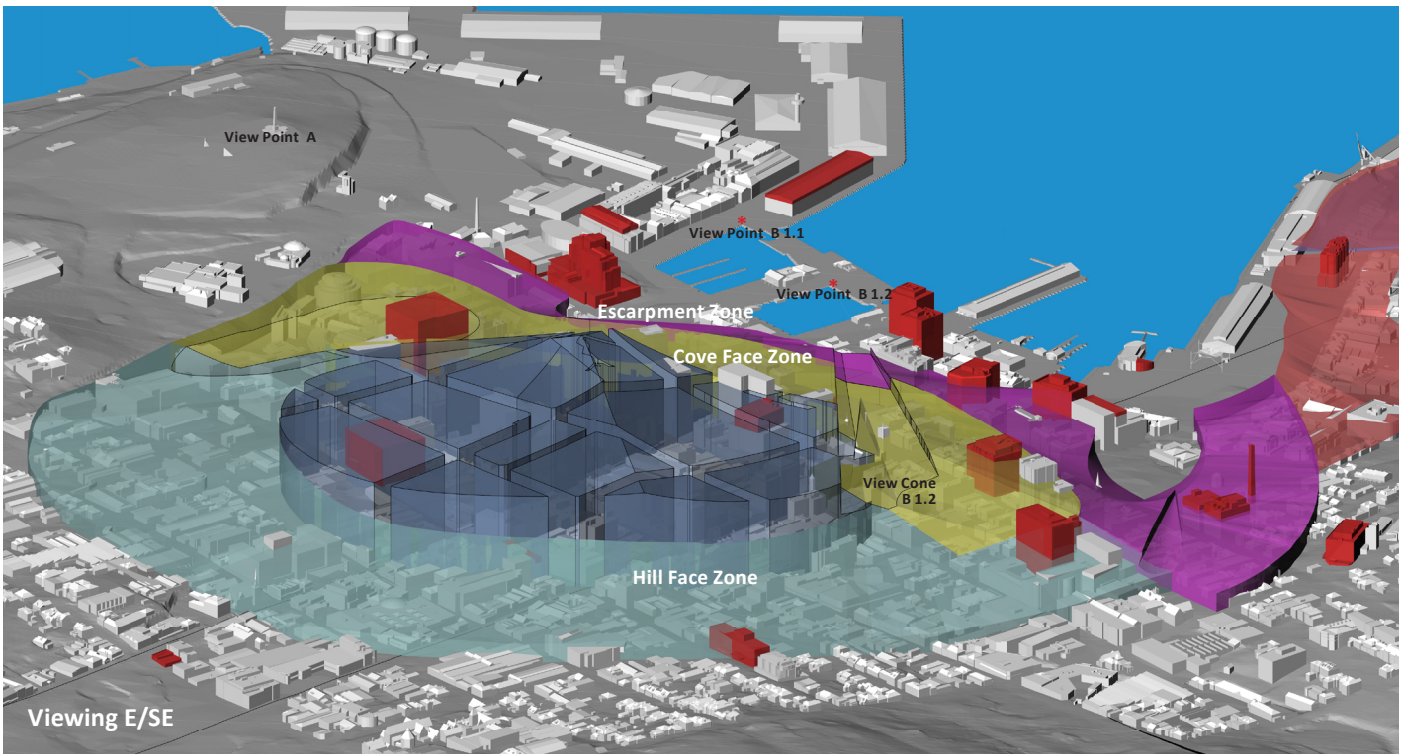 View Point A
View Point B 1.1
View Point B 1.2
Escarpment Zone
Cove Face Zone
View Cone
B 1.2
Hill Face Zone
Viewing E/SE